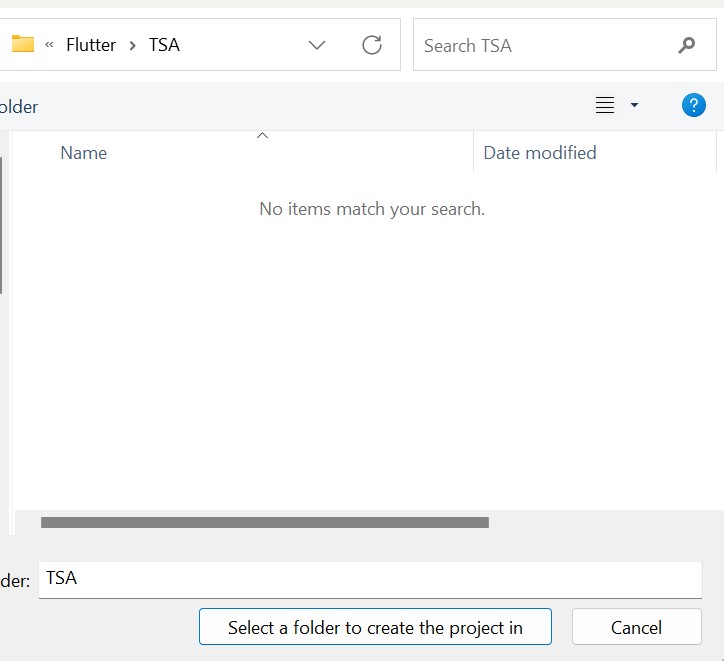 « Flutter > TSA
Search TSA
older
?
Name
Date modified
No items match your search.
der: TSA
Select a folder to create the project in
Cancel